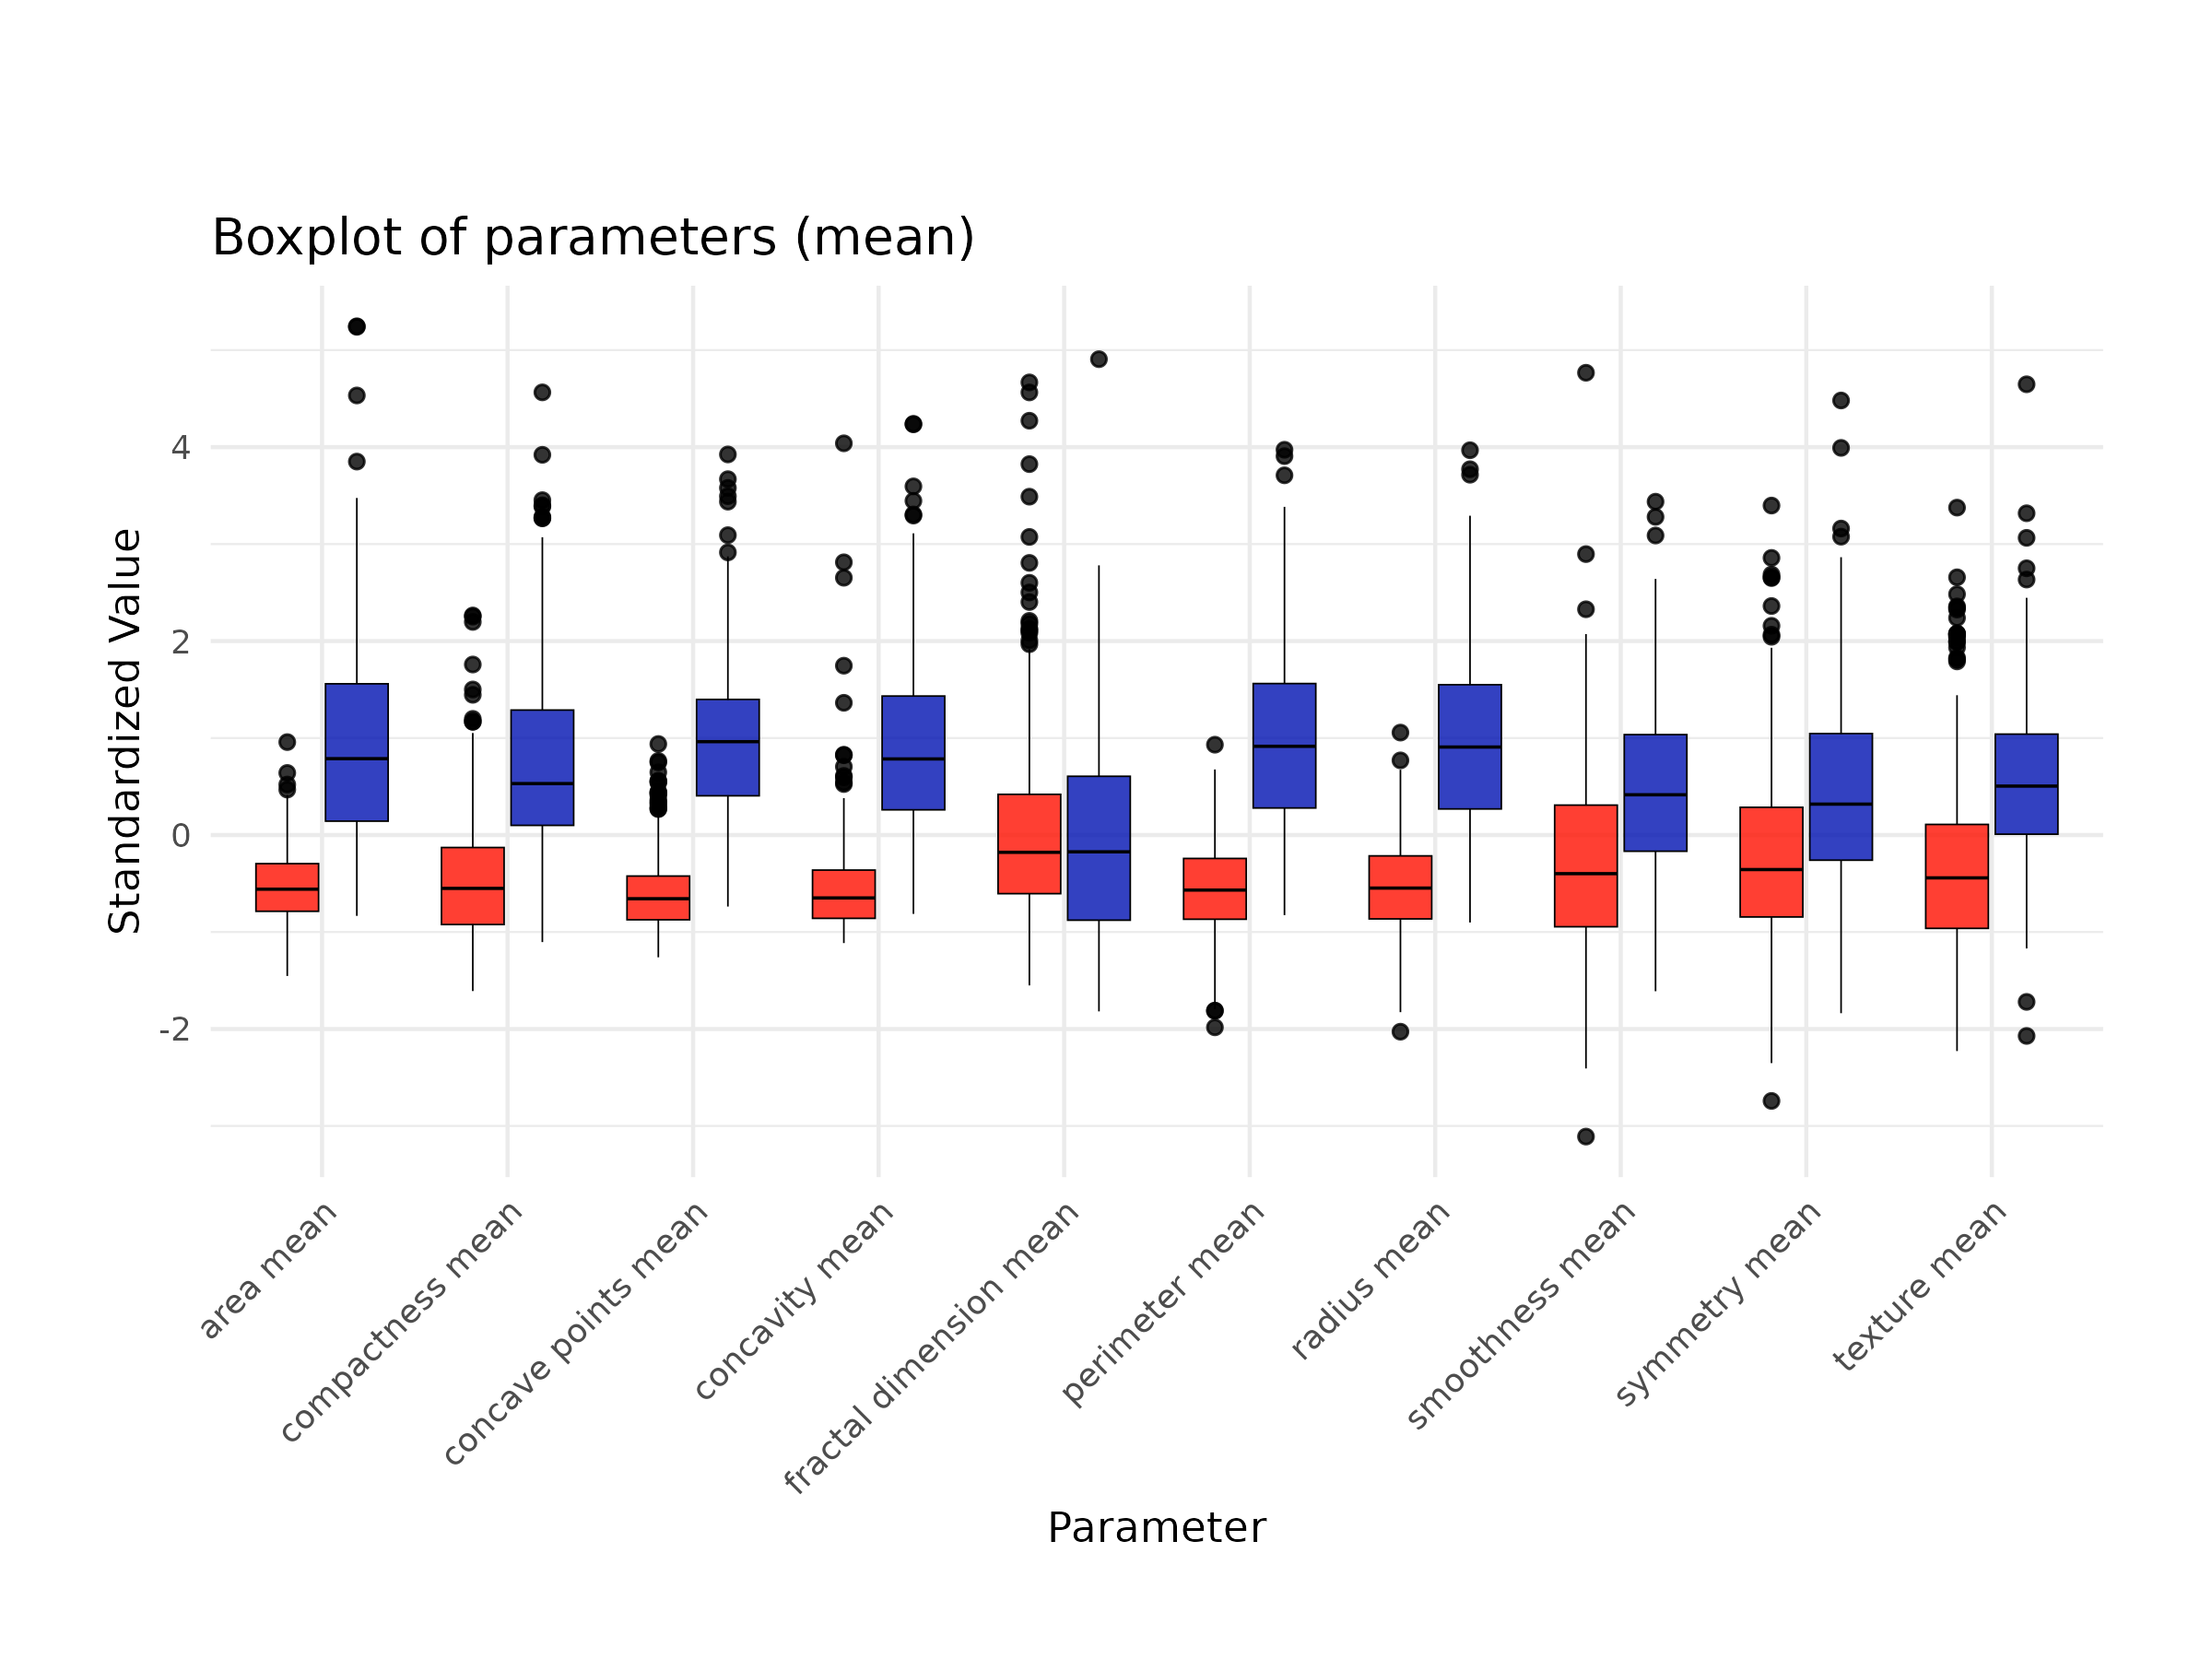 Boxplot of parameters (mean)
Standardized Value
4
2
0
-2
area mean
compactness mean
concave points mean
concavity mean
fractal dimension mean
perimeter mean
radius mean
smoothness mean
symmetry mean
texture mean
Parameter